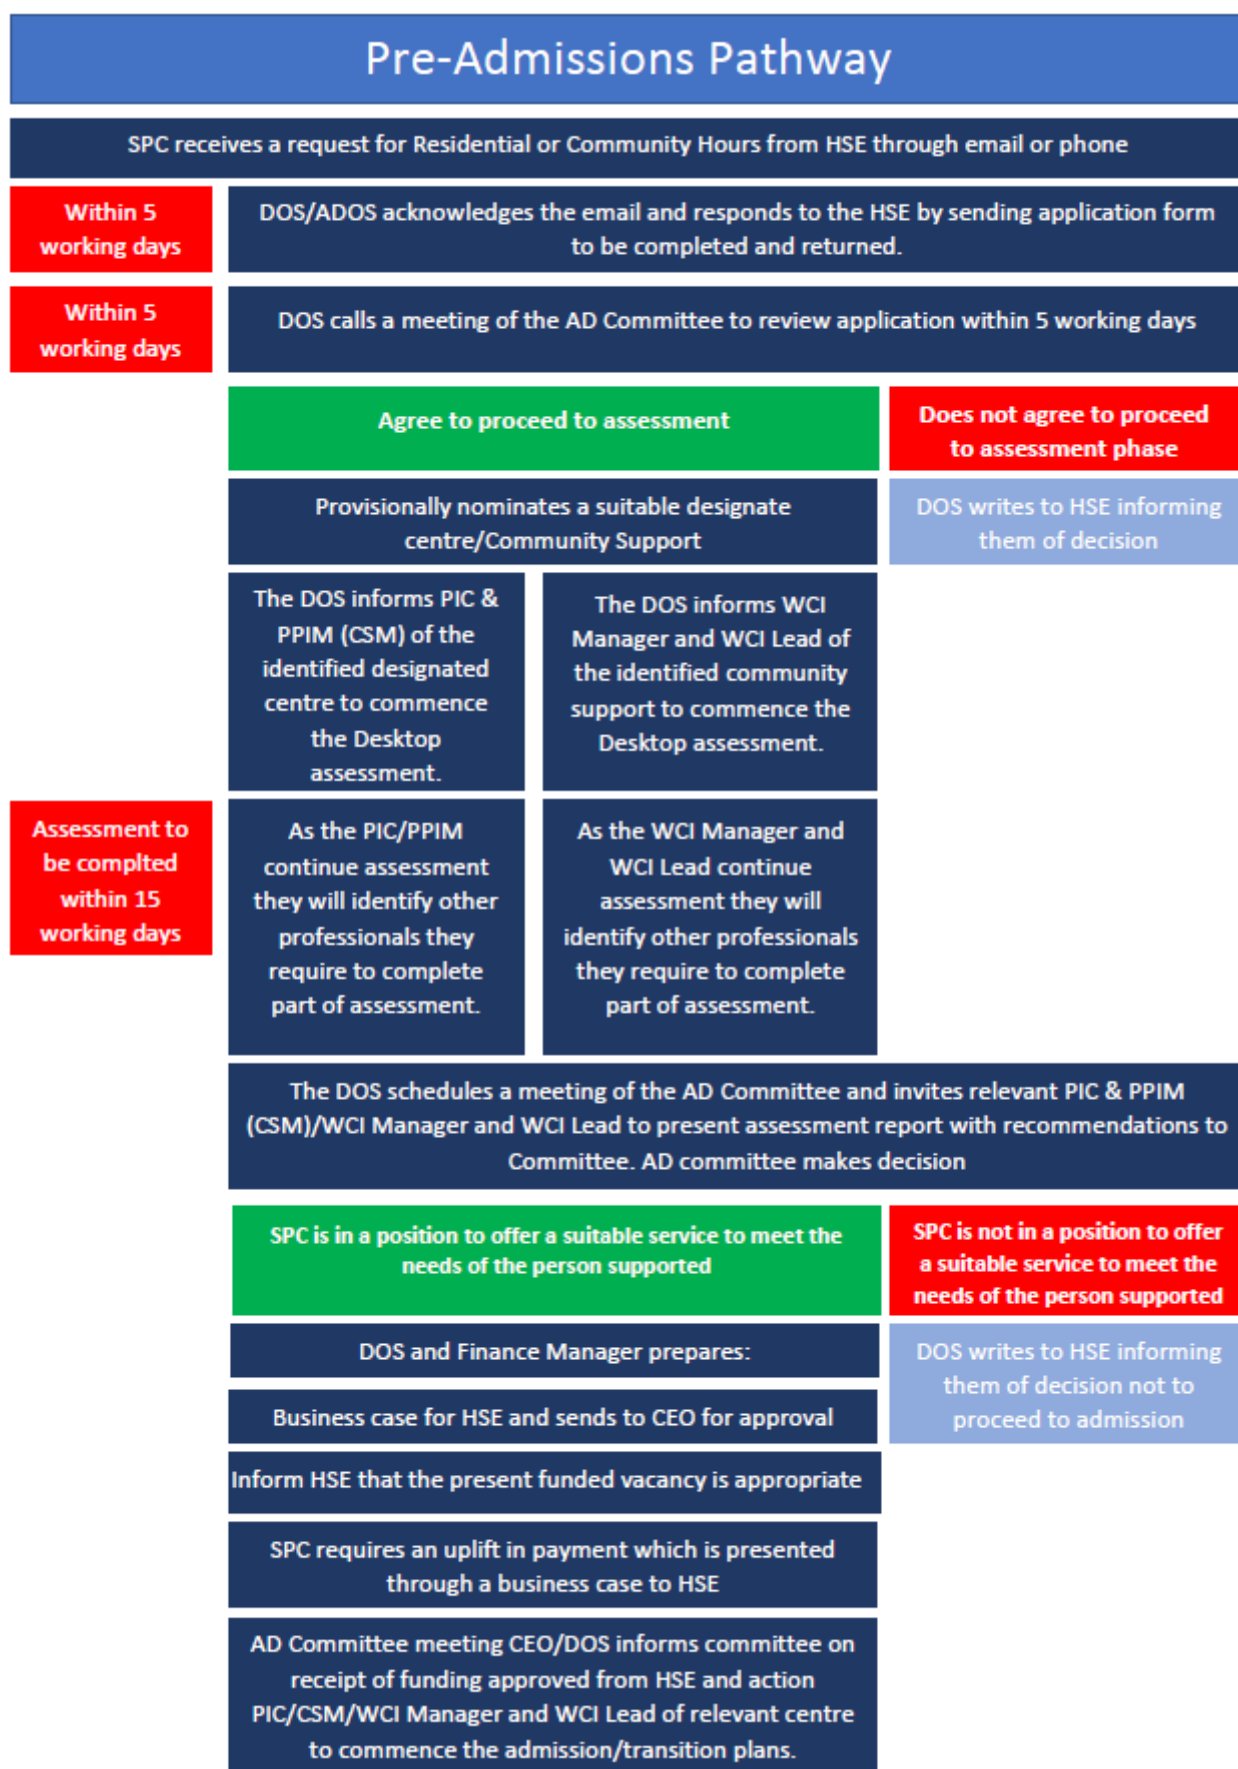 Pre-Admissions Pathway
SPC receives a request for Residential or Community Hours from HSE through email or phone
Within 5
working days
DOS/ADOS acknowledges the email and responds to the HSE by sending application form
to be completed and returned.
Within 5
working days
DOS calls a meeting of the AD Committee to review application within 5 working days
Agree to proceed to assessment
Does not agree to proceed
to assessment phase
Provisionally nominates a suitable designate
centre/Community Support
DOS writes to HSE informing
them of decision
The DOS informs PIC &
PPIM (CSM) of the
identified designated
centre to commence
the Desktop
assessment.
The DOS informs WCI
Manager and WCI Lead of
the identified community
support to commence the
Desktop assessment.
Assessment to
be complted
within 15
working days
As the PIC/PPIM
continue assessment
they will identify other
professionals they
require to complete
part of assessment.
As the WCI Manager and
WCI Lead continue
assessment they will
identify other professionals
they require to complete
part of assessment.
The DOS schedules a meeting of the AD Committee and invites relevant PIC & PPIM
(CSM)/WCI Manager and WCI Lead to present assessment report with recommendations to
Committee. AD committee makes decision
SPC is in a position to offer a suitable service to meet the
needs of the person supported
SPC is not in a position to offer
a suitable service to meet the
needs of the person supported
DOS and Finance Manager prepares:
DOS writes to HSE informing
them of decision not to
proceed to admission
Business case for HSE and sends to CEO for approval
Inform HSE that the present funded vacancy is appropriate
SPC requires an uplift in payment which is presented
through a business case to HSE
AD Committee meeting CEO/DOS informs committee on
receipt of funding approved from HSE and action
PIC/CSM/WCI Manager and WCI Lead of relevant centre
to commence the admission/transition plans.